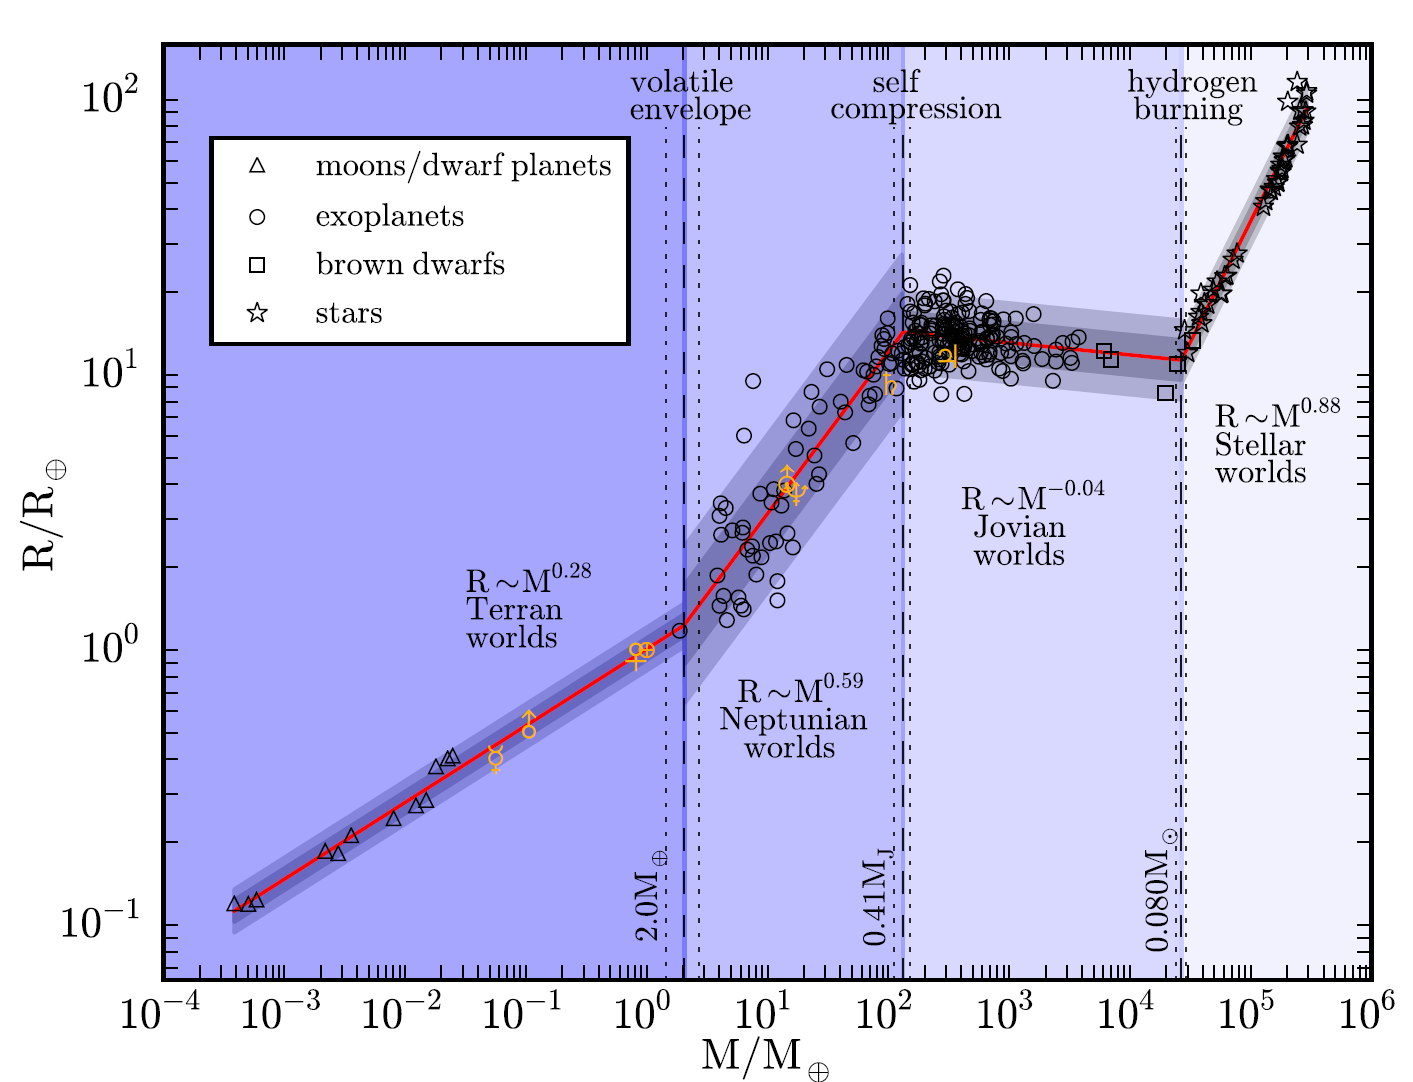 volatile
envelope
self
compression
hydrogen
burning
moons/dwarf planets
exoplanets
brown dwarfs
stars
R∼M^0.28
Terran
worlds
R∼M^0.59
Neptunian
worlds
R∼M^−0.04
Jovian
worlds
R∼M^0.88
Stellar
worlds
2.0M⊕
0.41M_J
0.080M⊙
R/R⊕
10^2
10^1
10^0
10^−1
10^−4 10^−3 10^−2 10^−1 10^0 10^1 10^2 10^3 10^4 10^5 10^6
M/M⊕